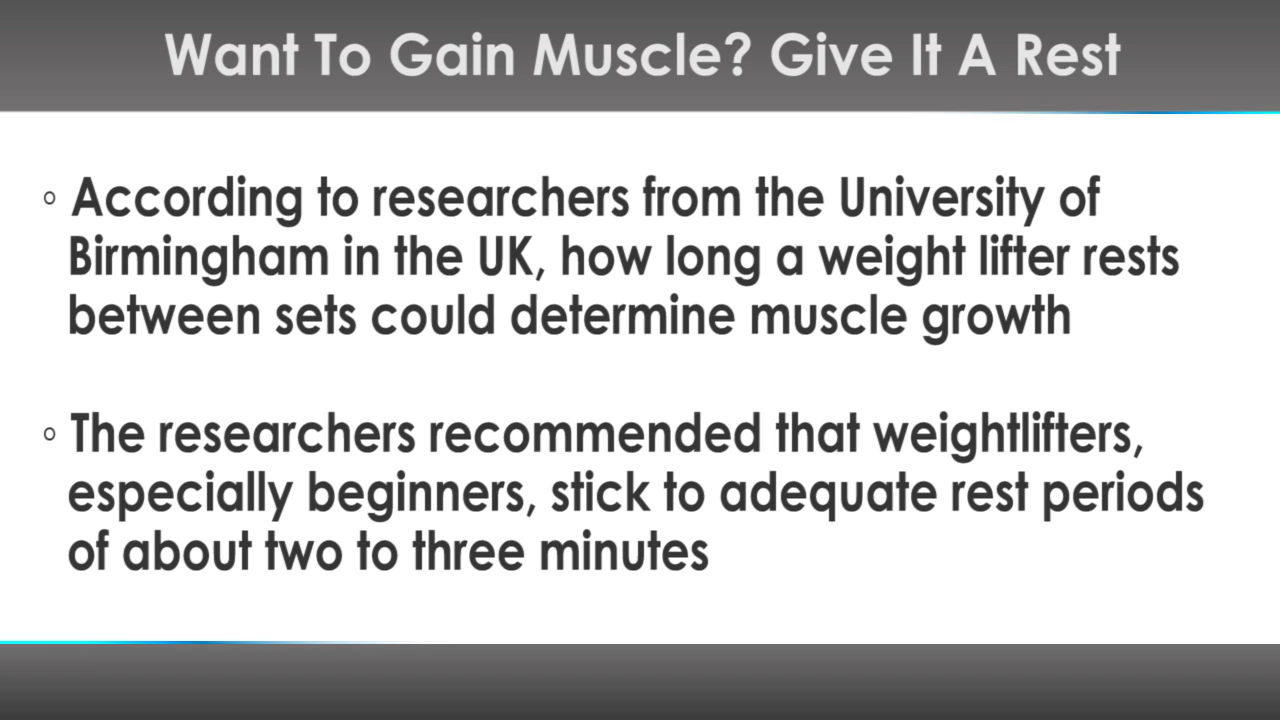 Want To Gain Muscle? Give It A Rest
◦ According to researchers from the University of
Birmingham in the UK, how long a weight lifter rests
between sets could determine muscle growth
◦ The researchers recommended that weightlifters,
especially beginners, stick to adequate rest periods
of about two to three minutes